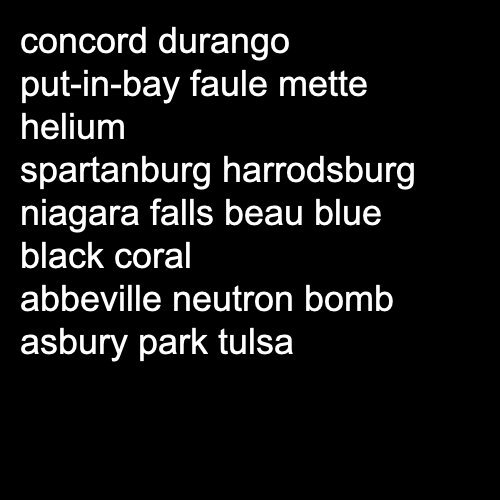 concord durango
put-in-bay faule mette
helium
spartanburg harrodsburg
niagara falls beau blue
black coral
abbeville neutron bomb
asbury park tulsa